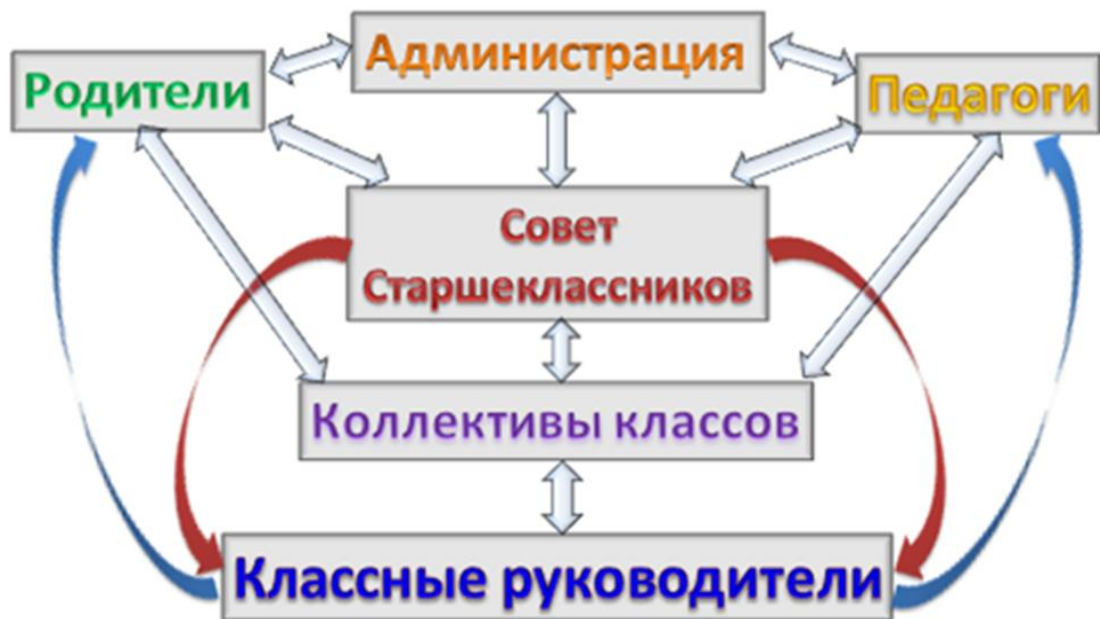 Администрация
Родители
Педагоги
Совет
Старшеклассников
Коллективы классов
Классные руководители